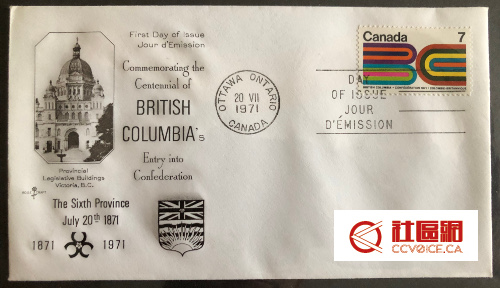 First Day of Issue
Jour d'Émission
Commemorating the
Centennial of
BRITISH
COLUMBIA's
Entry into
Confederation
Provincial
Legislative Buildings
Victoria, B.C.
The Sixth Province
July 20th 1871
1871 1971
OTTAWA ONTARIO
20 VII
1971
CANADA
Canada 7
BC
DAY
OF ISSUE
JOUR
D'ÉMISSION
社區網
CCVOICE.CA